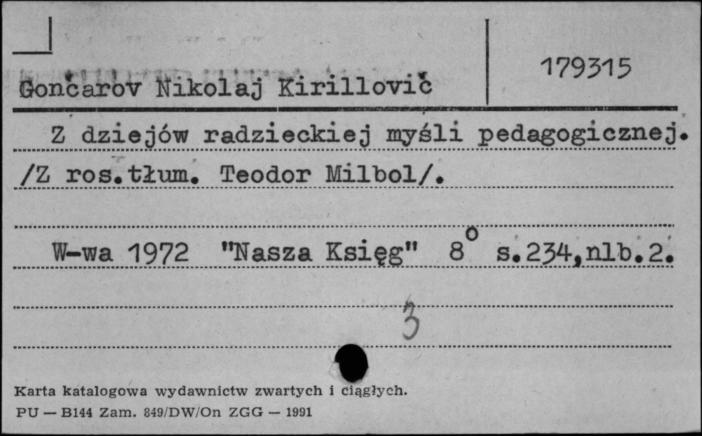 179315
Gončarov Nikolaj Kirillovič
Z dziejów radzieckiej myśli pedagogicznej.
/Z ros.tłum. Teodor Milbol/.
W-wa 1972 "Nasza Księg" 8° s.234,nlb.2.
3
Karta katalogowa wydawnictw zwartych i ciągłych.
PU — B144 Zam. 849/DW/On ZGG — 1991